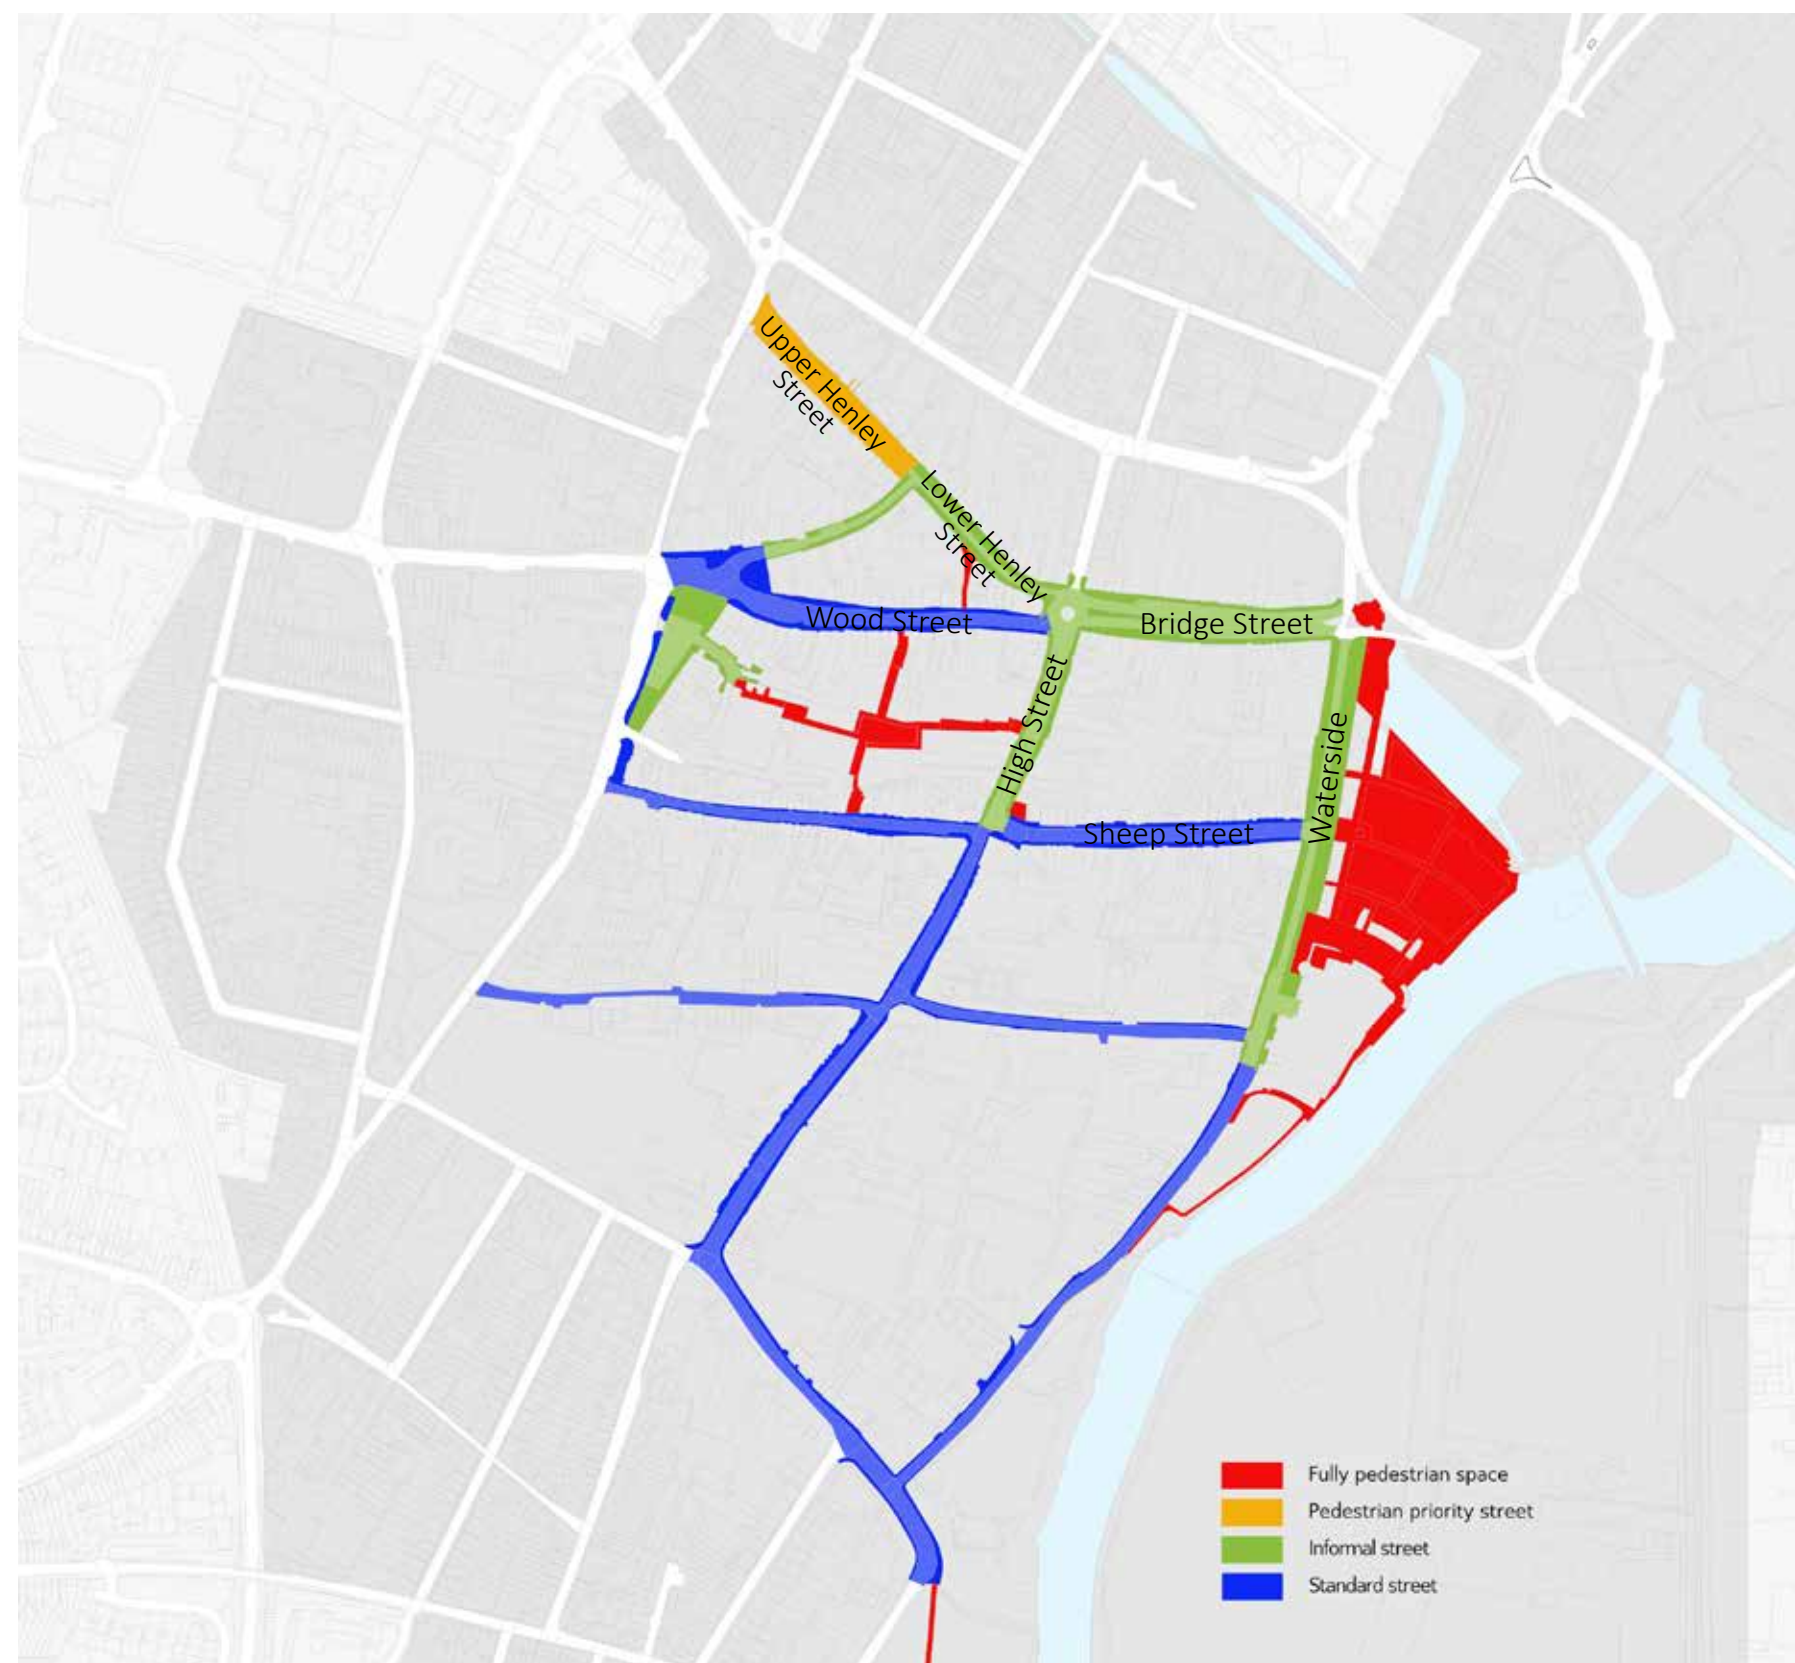 Upper Henley
Street
Lower Henley
Street
Wood Street
Bridge Street
High Street
Waterside
Sheep Street
Fully pedestrian space
Pedestrian priority street
Informal street
Standard street